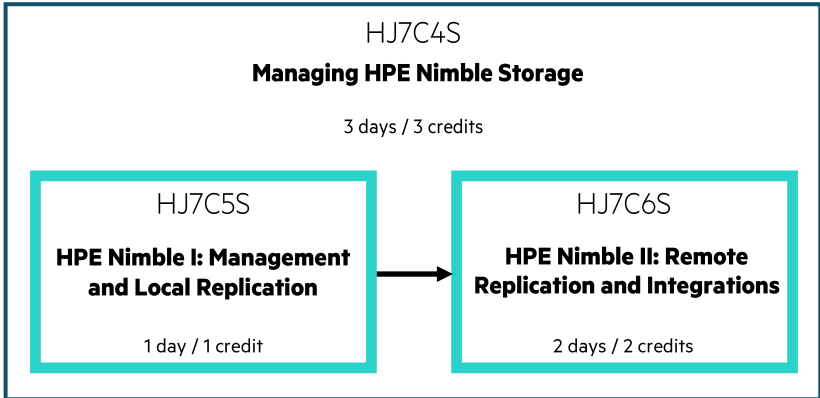 HJ7C4S
Managing HPE Nimble Storage
3 days / 3 credits
HJ7C5S
HPE Nimble I: Management
and Local Replication
1 day / 1 credit
HJ7C6S
HPE Nimble II: Remote
Replication and Integrations
2 days / 2 credits